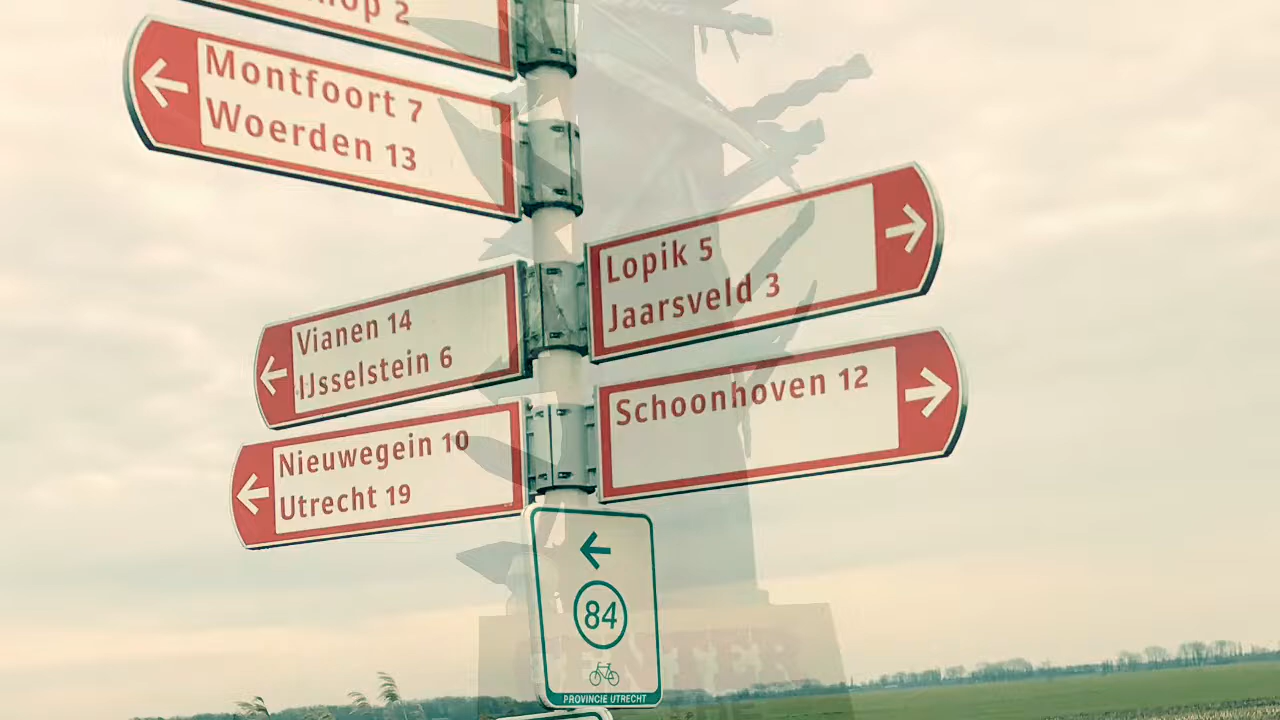 2
Montfoort 7
Woerden 13
Lopik 5
Jaarsveld 3
Vianen 14
IJsselstein 6
Schoonhoven 12
Nieuwegein 10
Utrecht 19
84
PROVINCIE UTRECHT